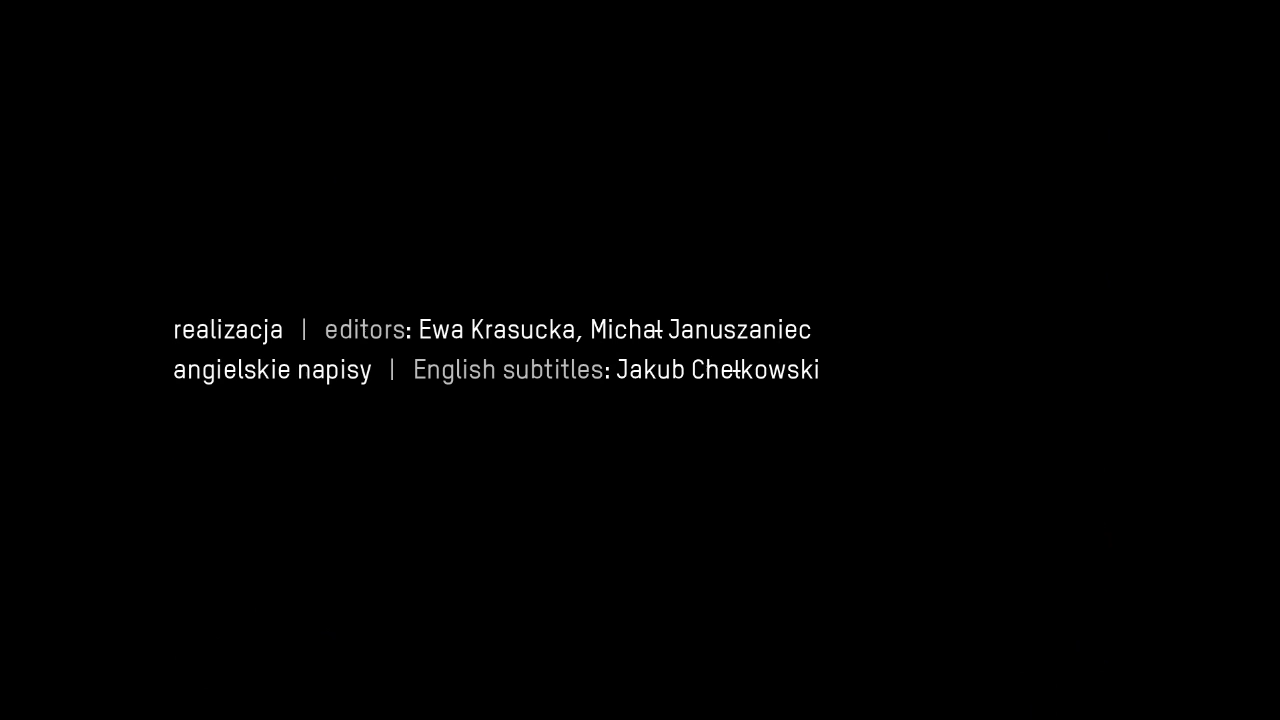 realizacja | editors: Ewa Krasucka, Michał Januszaniec
angielskie napisy | English subtitles: Jakub Chełkowski